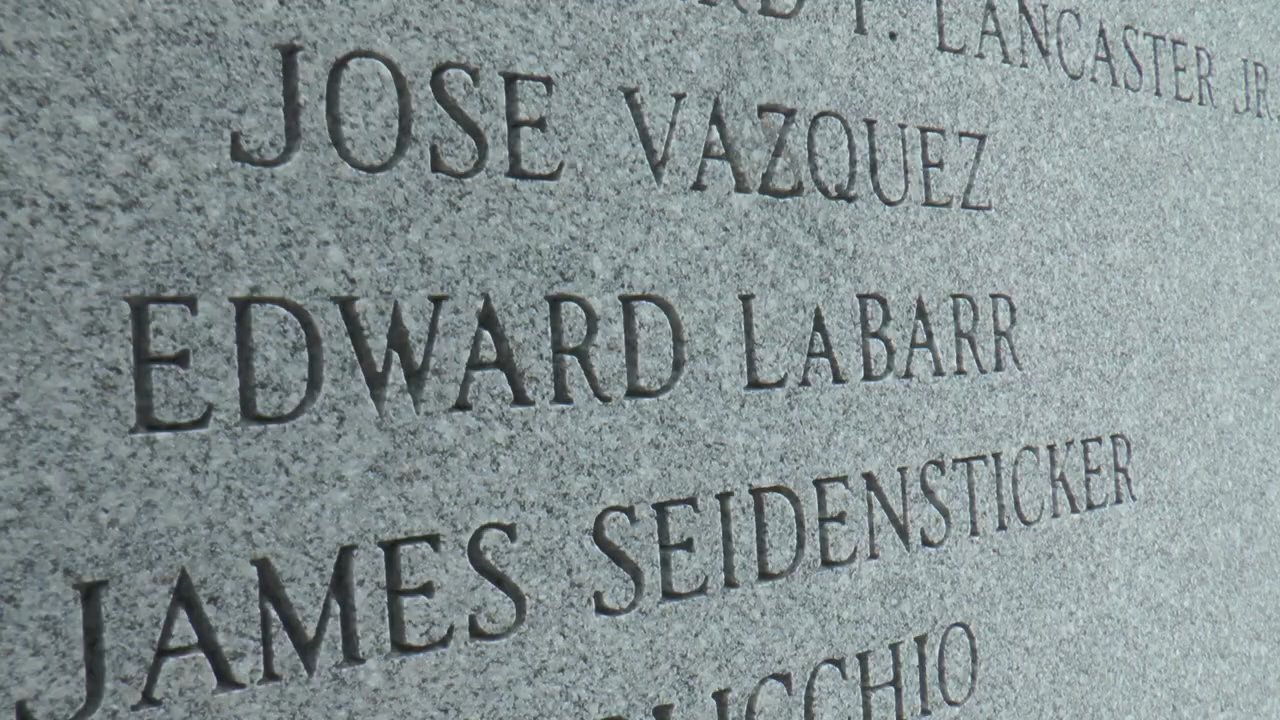 F. LANCASTER JR.
JOSE VAZQUEZ
EDWARD LABARR
JAMES SEIDENSTICKER